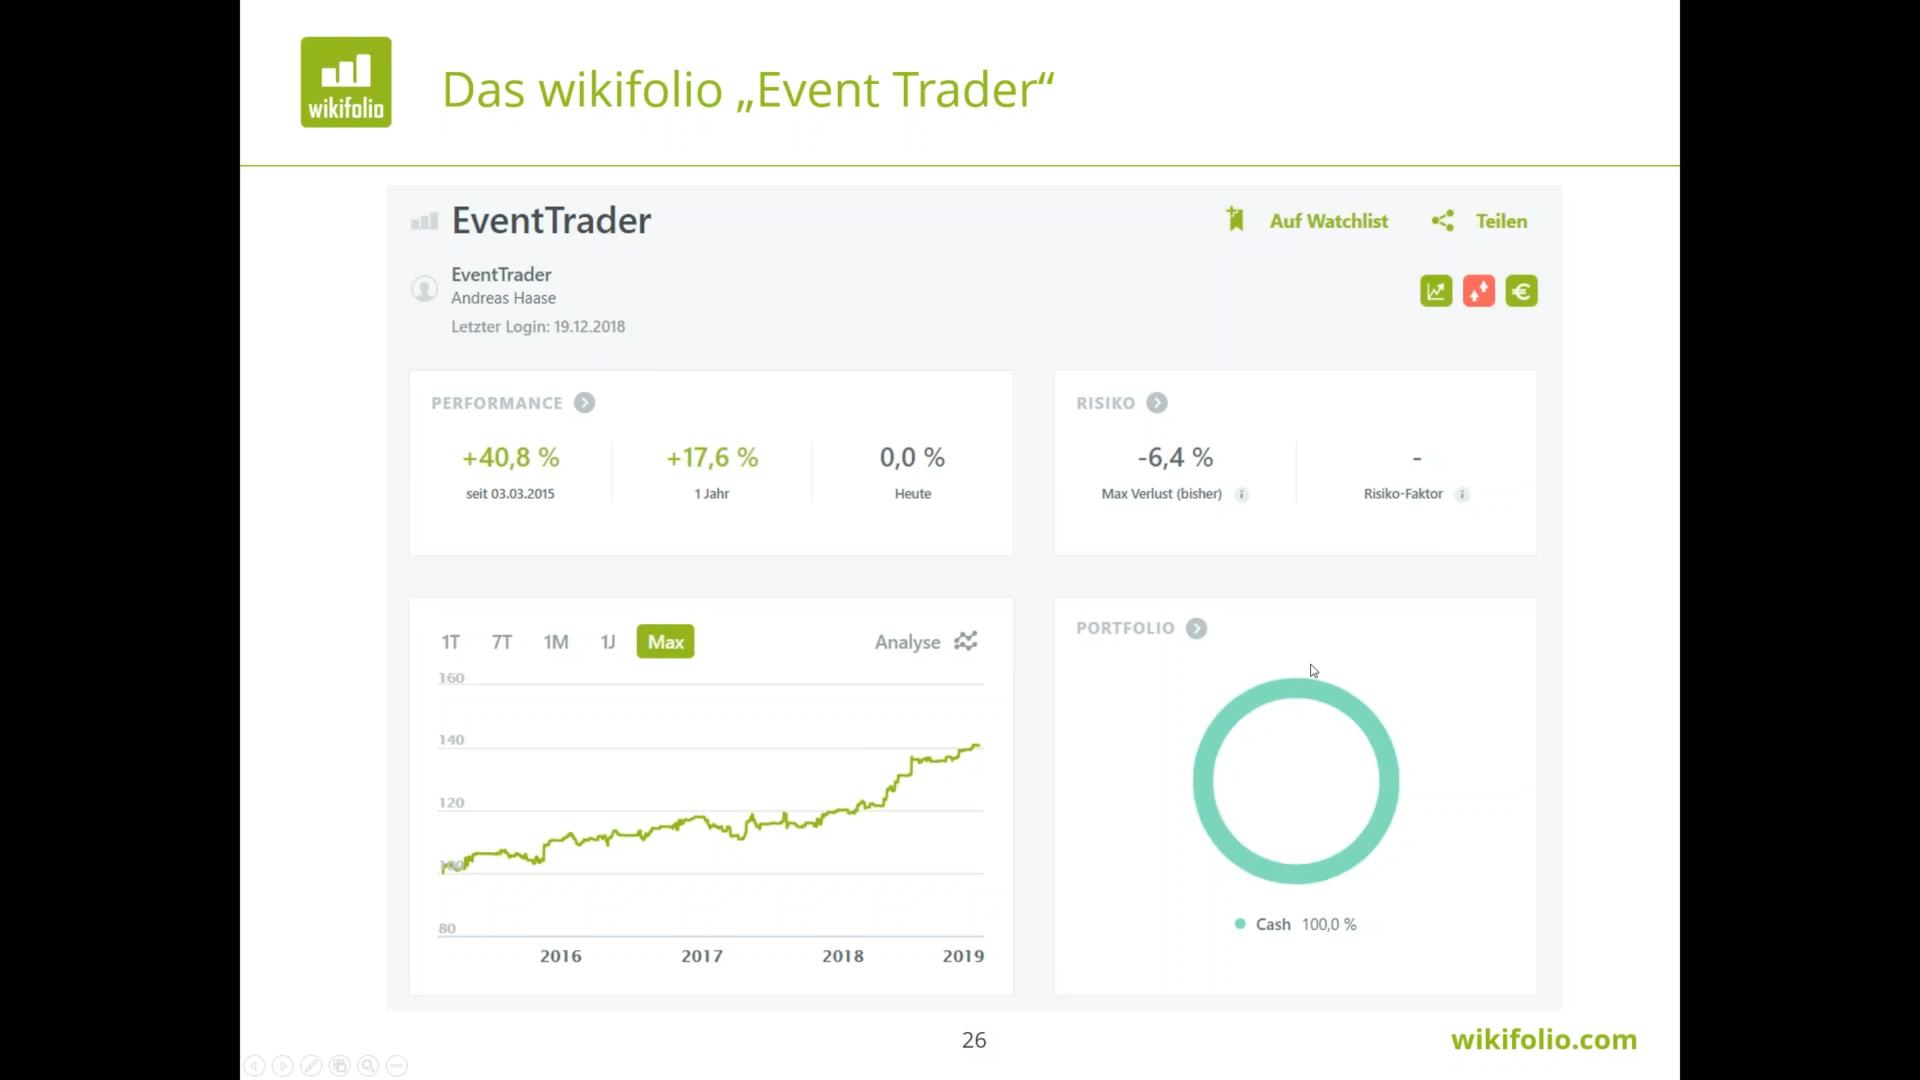 wikifolio
Das wikifolio „Event Trader“
EventTrader
Auf Watchlist
Teilen
EventTrader
Andreas Haase
Letzter Login: 19.12.2018
PERFORMANCE
+40,8 %
+17,6 %
0,0 %
seit 03.03.2015
1 Jahr
Heute
RISIKO
-6,4 %
-
Max Verlust (bisher) i
Risiko-Faktor i
1T 7T 1M 1J Max
Analyse
160
140
120
100
80
2016 2017 2018 2019
PORTFOLIO
Cash 100,0 %
26
wikifolio.com